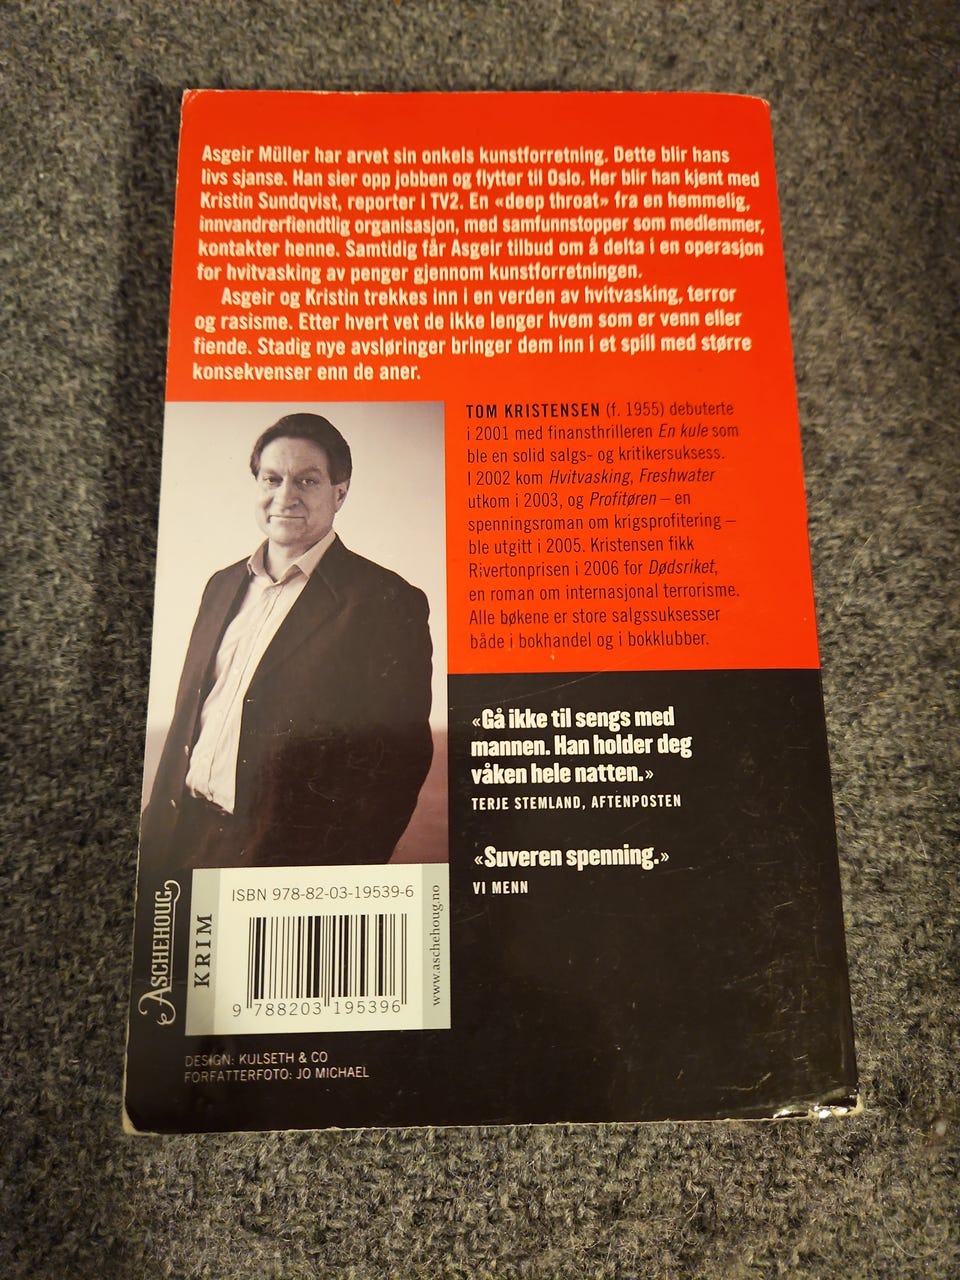 Asgeir Müller har arvet sin onkels kunstforretning. Dette blir hans
livs sjanse. Han sier opp jobben og flytter til Oslo. Her blir han kjent med
Kristin Sundqvist, reporter i TV2. En «deep throat» fra en hemmelig,
innvandrerfiendtlig organisasjon, med samfunnstopper som medlemmer,
kontakter henne. Samtidig får Asgeir tilbud om å delta i en operasjon
for hvitvasking av penger gjennom kunstforretningen.
Asgeir og Kristin trekkes inn i en verden av hvitvasking, terror
og rasisme. Etter hvert vet de ikke lenger hvem som er venn eller
fiende. Stadig nye avsløringer bringer dem inn i et spill med større
konsekvenser enn de aner.
TOM KRISTENSEN (f. 1955) debuterte
i 2001 med finansthrilleren En kule som
ble en solid salgs- og kritikersuksess.
I 2002 kom Hvitvasking, Freshwater
utkom i 2003, og Profitøren – en
spenningsroman om krigsprofitering –
ble utgitt i 2005. Kristensen fikk
Rivertonprisen i 2006 for Dødsriket,
en roman om internasjonal terrorisme.
Alle bøkene er store salgssuksesser
både i bokhandel og i bokklubber.
«Gå ikke til sengs med
mannen. Han holder deg
våken hele natten.»
TERJE STEMLAND, AFTENPOSTEN
«Suveren spenning.»
VI MENN
ASCHEHOUG
KRIM
ISBN 978-82-03-19539-6
9 788203 195396
www.aschehoug.no
DESIGN: KULSETH & CO
FORFATTERFOTO: JO MICHAEL